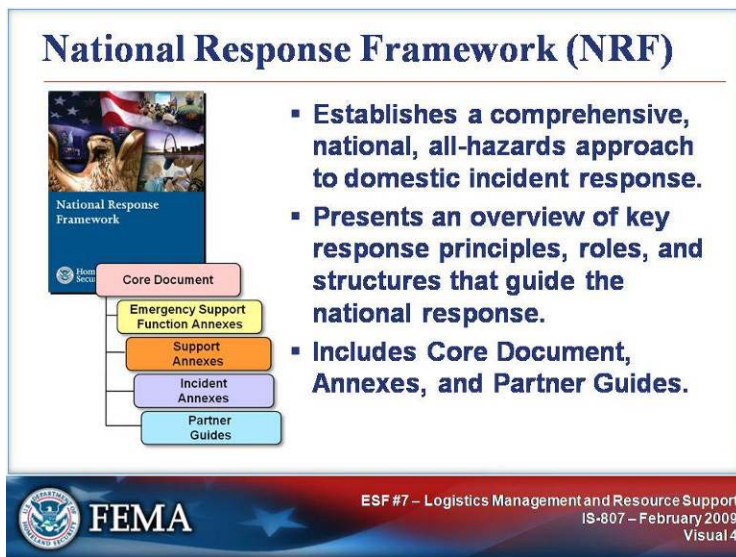 National Response Framework (NRF)
National Response
Framework
Core Document
Emergency Support
Function Annexes
Support
Annexes
Incident
Annexes
Partner
Guides
▪ Establishes a comprehensive,
national, all-hazards approach
to domestic incident response.
▪ Presents an overview of key
response principles, roles, and
structures that guide the
national response.
▪ Includes Core Document,
Annexes, and Partner Guides.
FEMA
ESF #7 – Logistics Management and Resource Support
IS-807 – February 2009
Visual 4